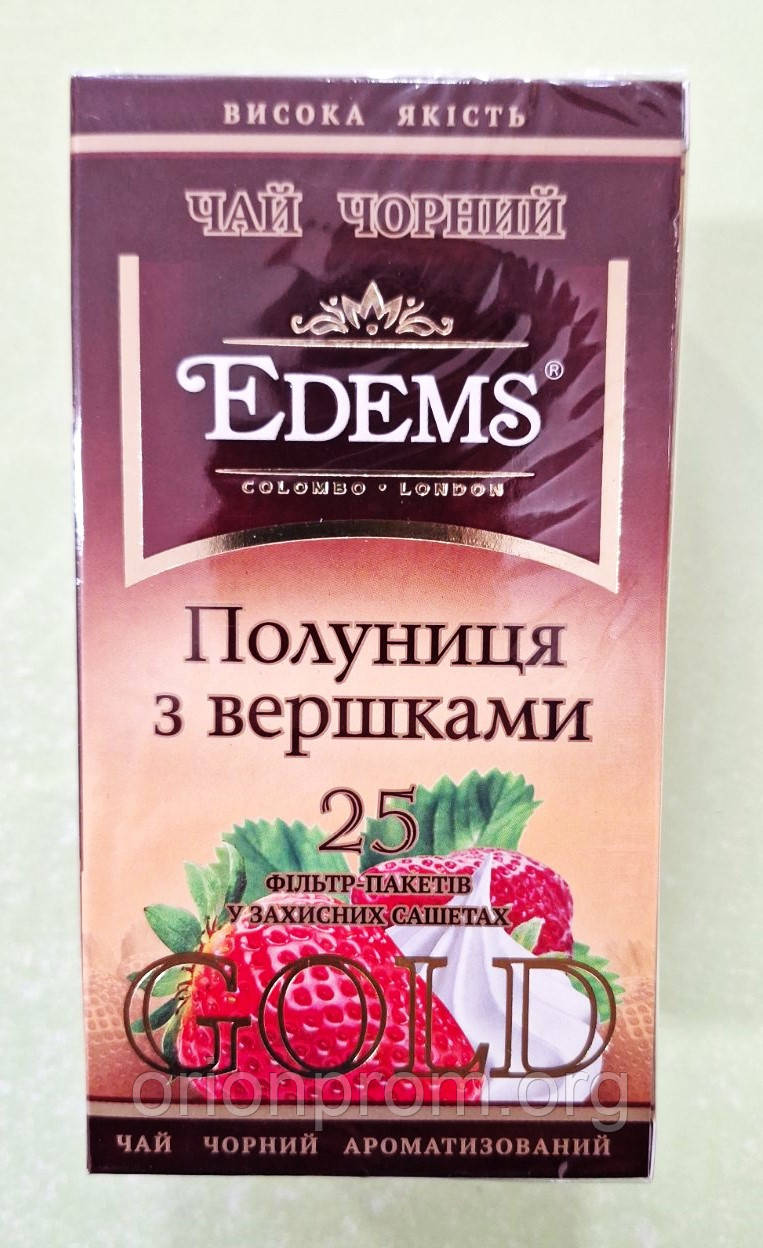 ВИСОКА ЯКІСТЬ
ЧАЙ ЧОРНИЙ
EDEMS®
COLOMBO • LONDON
Полуниця
з вершками
25
ФІЛЬТР-ПАКЕТІВ
У ЗАХИСНИХ САШЕТАХ
GOLD
orionprom.org
ЧАЙ ЧОРНИЙ АРОМАТИЗОВАНИЙ